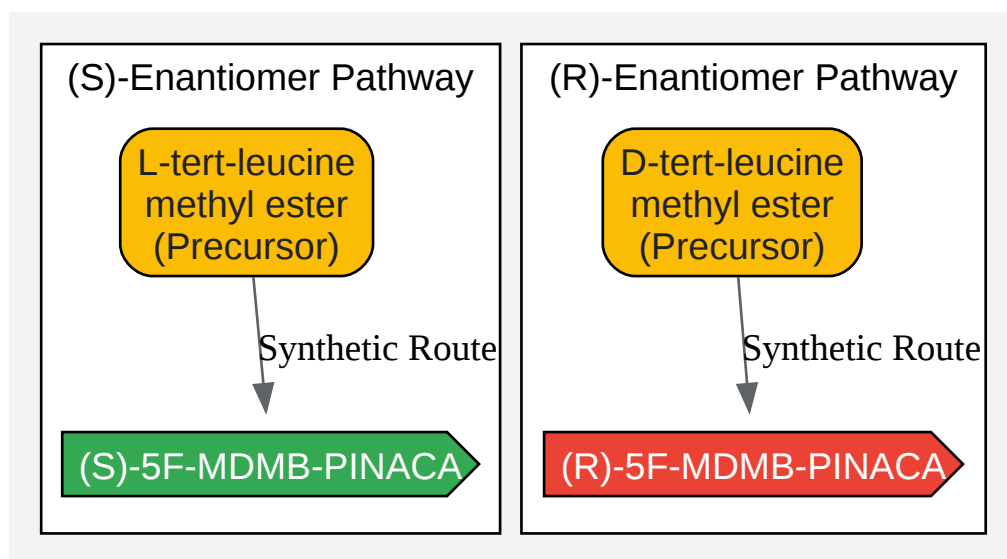 (S)-Enantiomer Pathway
L-tert-leucine
methyl ester
(Precursor)
Synthetic Route
(S)-5F-MDMB-PINACA
(R)-Enantiomer Pathway
D-tert-leucine
methyl ester
(Precursor)
Synthetic Route
(R)-5F-MDMB-PINACA